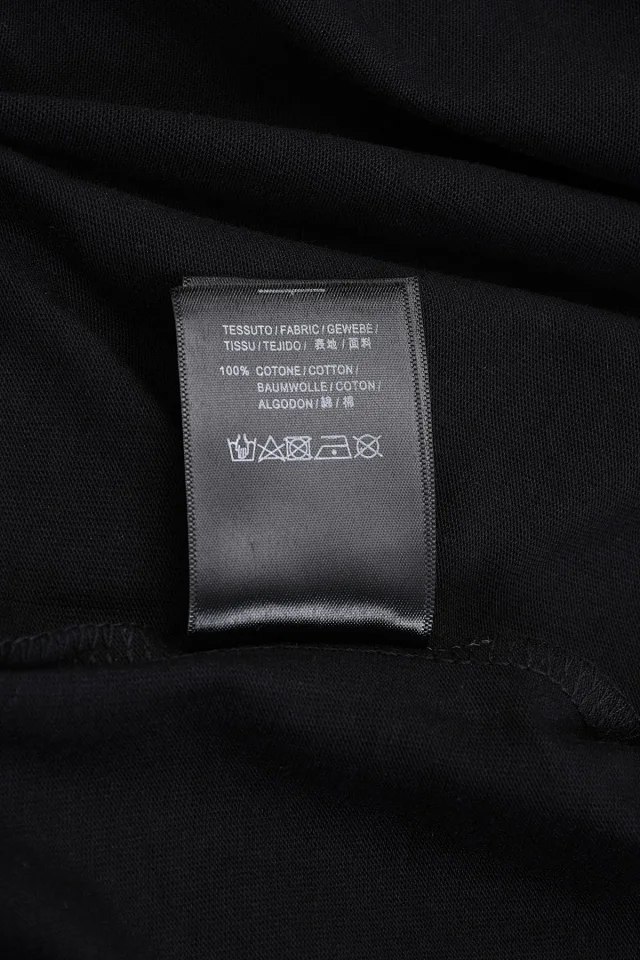 TESSUTO / FABRIC / GEWEBE /
TISSU / TEJIDO / 表地 / 面料
100% COTONE / COTTON /
BAUMWOLLE / COTON /
ALGODON / 綿 / 棉